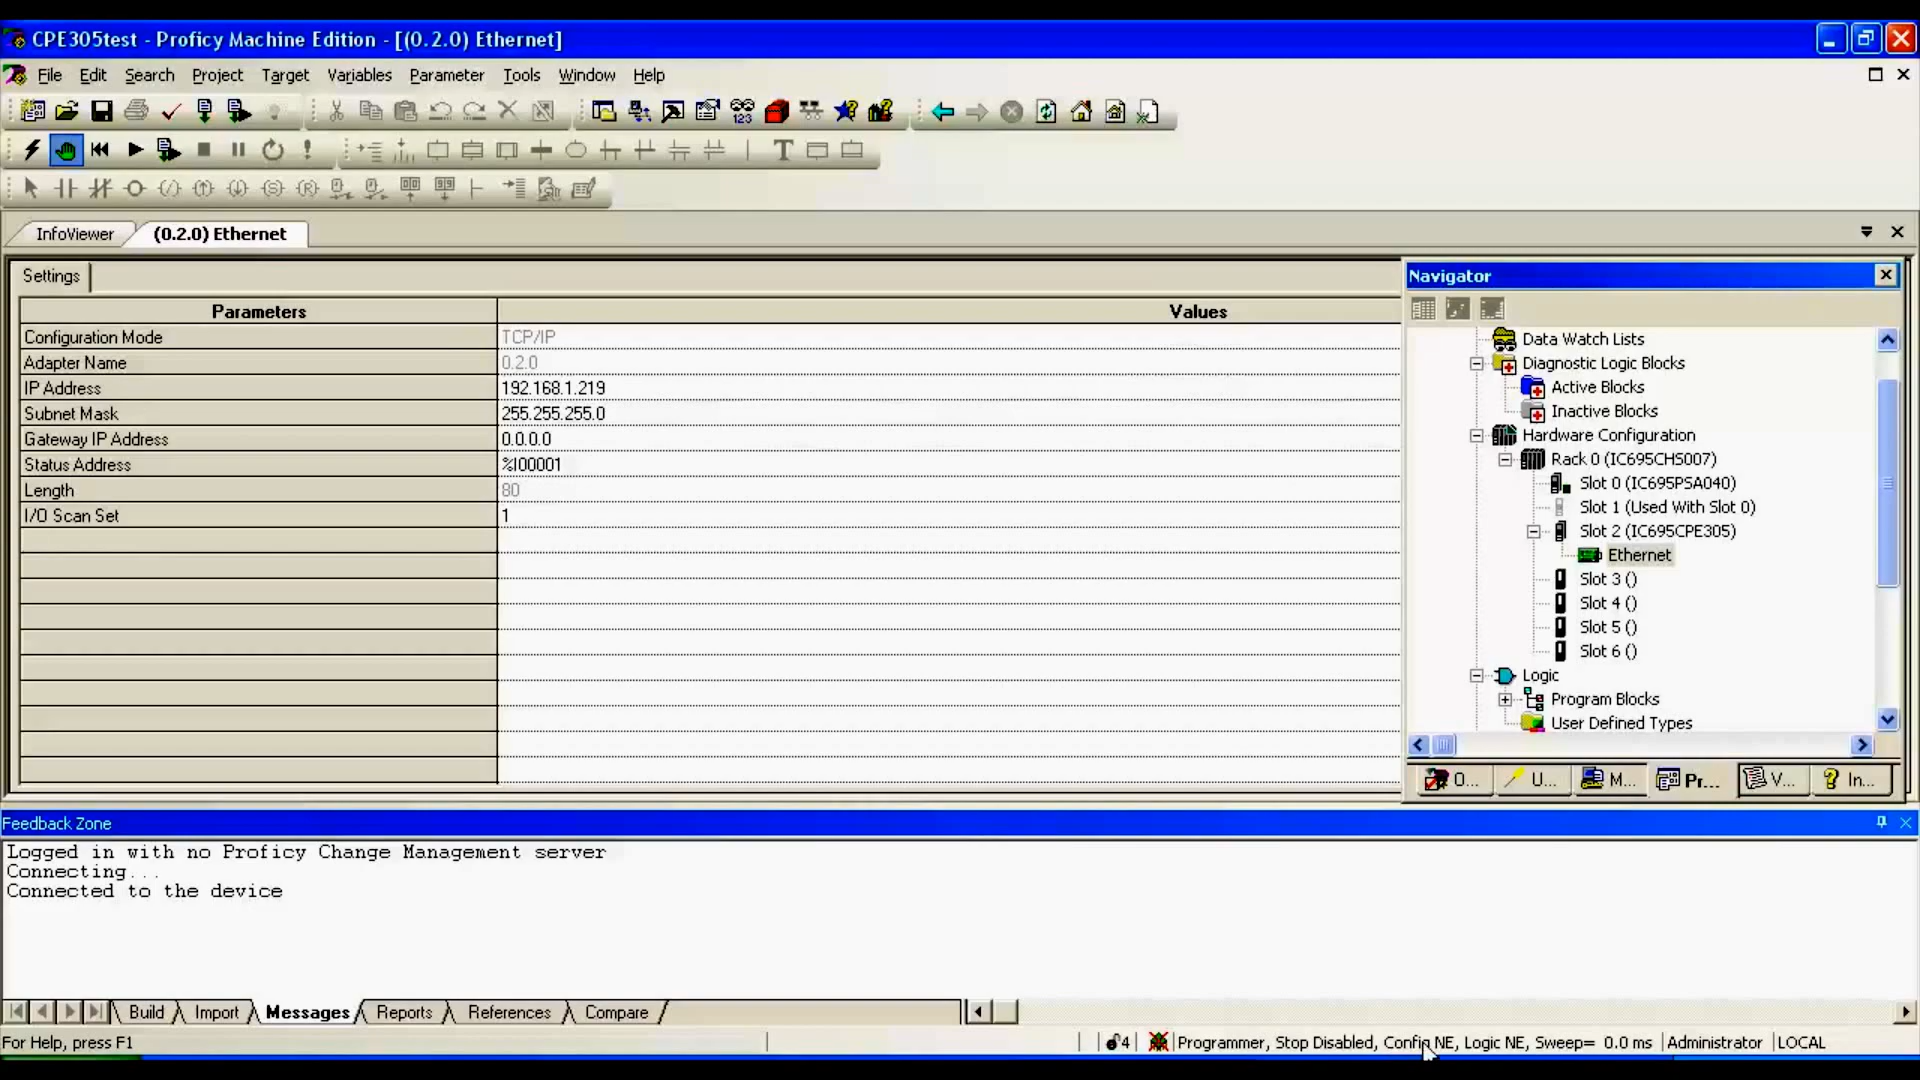 CPE305test - Proficy Machine Edition - [(0.2.0) Ethernet]
File Edit Search Project Target Variables Parameter Tools Window Help
InfoViewer (0.2.0) Ethernet
Settings
Parameters Values
Configuration Mode TCP/IP
Adapter Name 0.2.0
IP Address 192.168.1.219
Subnet Mask 255.255.255.0
Gateway IP Address 0.0.0.0
Status Address %I00001
Length 80
I/O Scan Set 1
Navigator
Data Watch Lists
Diagnostic Logic Blocks
Active Blocks
Inactive Blocks
Hardware Configuration
Rack 0 (IC695CHS007)
Slot 0 (IC695PSA040)
Slot 1 (Used With Slot 0)
Slot 2 (IC695CPE305)
Ethernet
Slot 3 ()
Slot 4 ()
Slot 5 ()
Slot 6 ()
Logic
Program Blocks
User Defined Types
O... U... M... Pr... V... In...
Feedback Zone
Logged in with no Proficy Change Management server
Connecting...
Connected to the device
Build Import Messages Reports References Compare
For Help, press F1 4 Programmer, Stop Disabled, Config NE, Logic NE, Sweep= 0.0 ms Administrator LOCAL